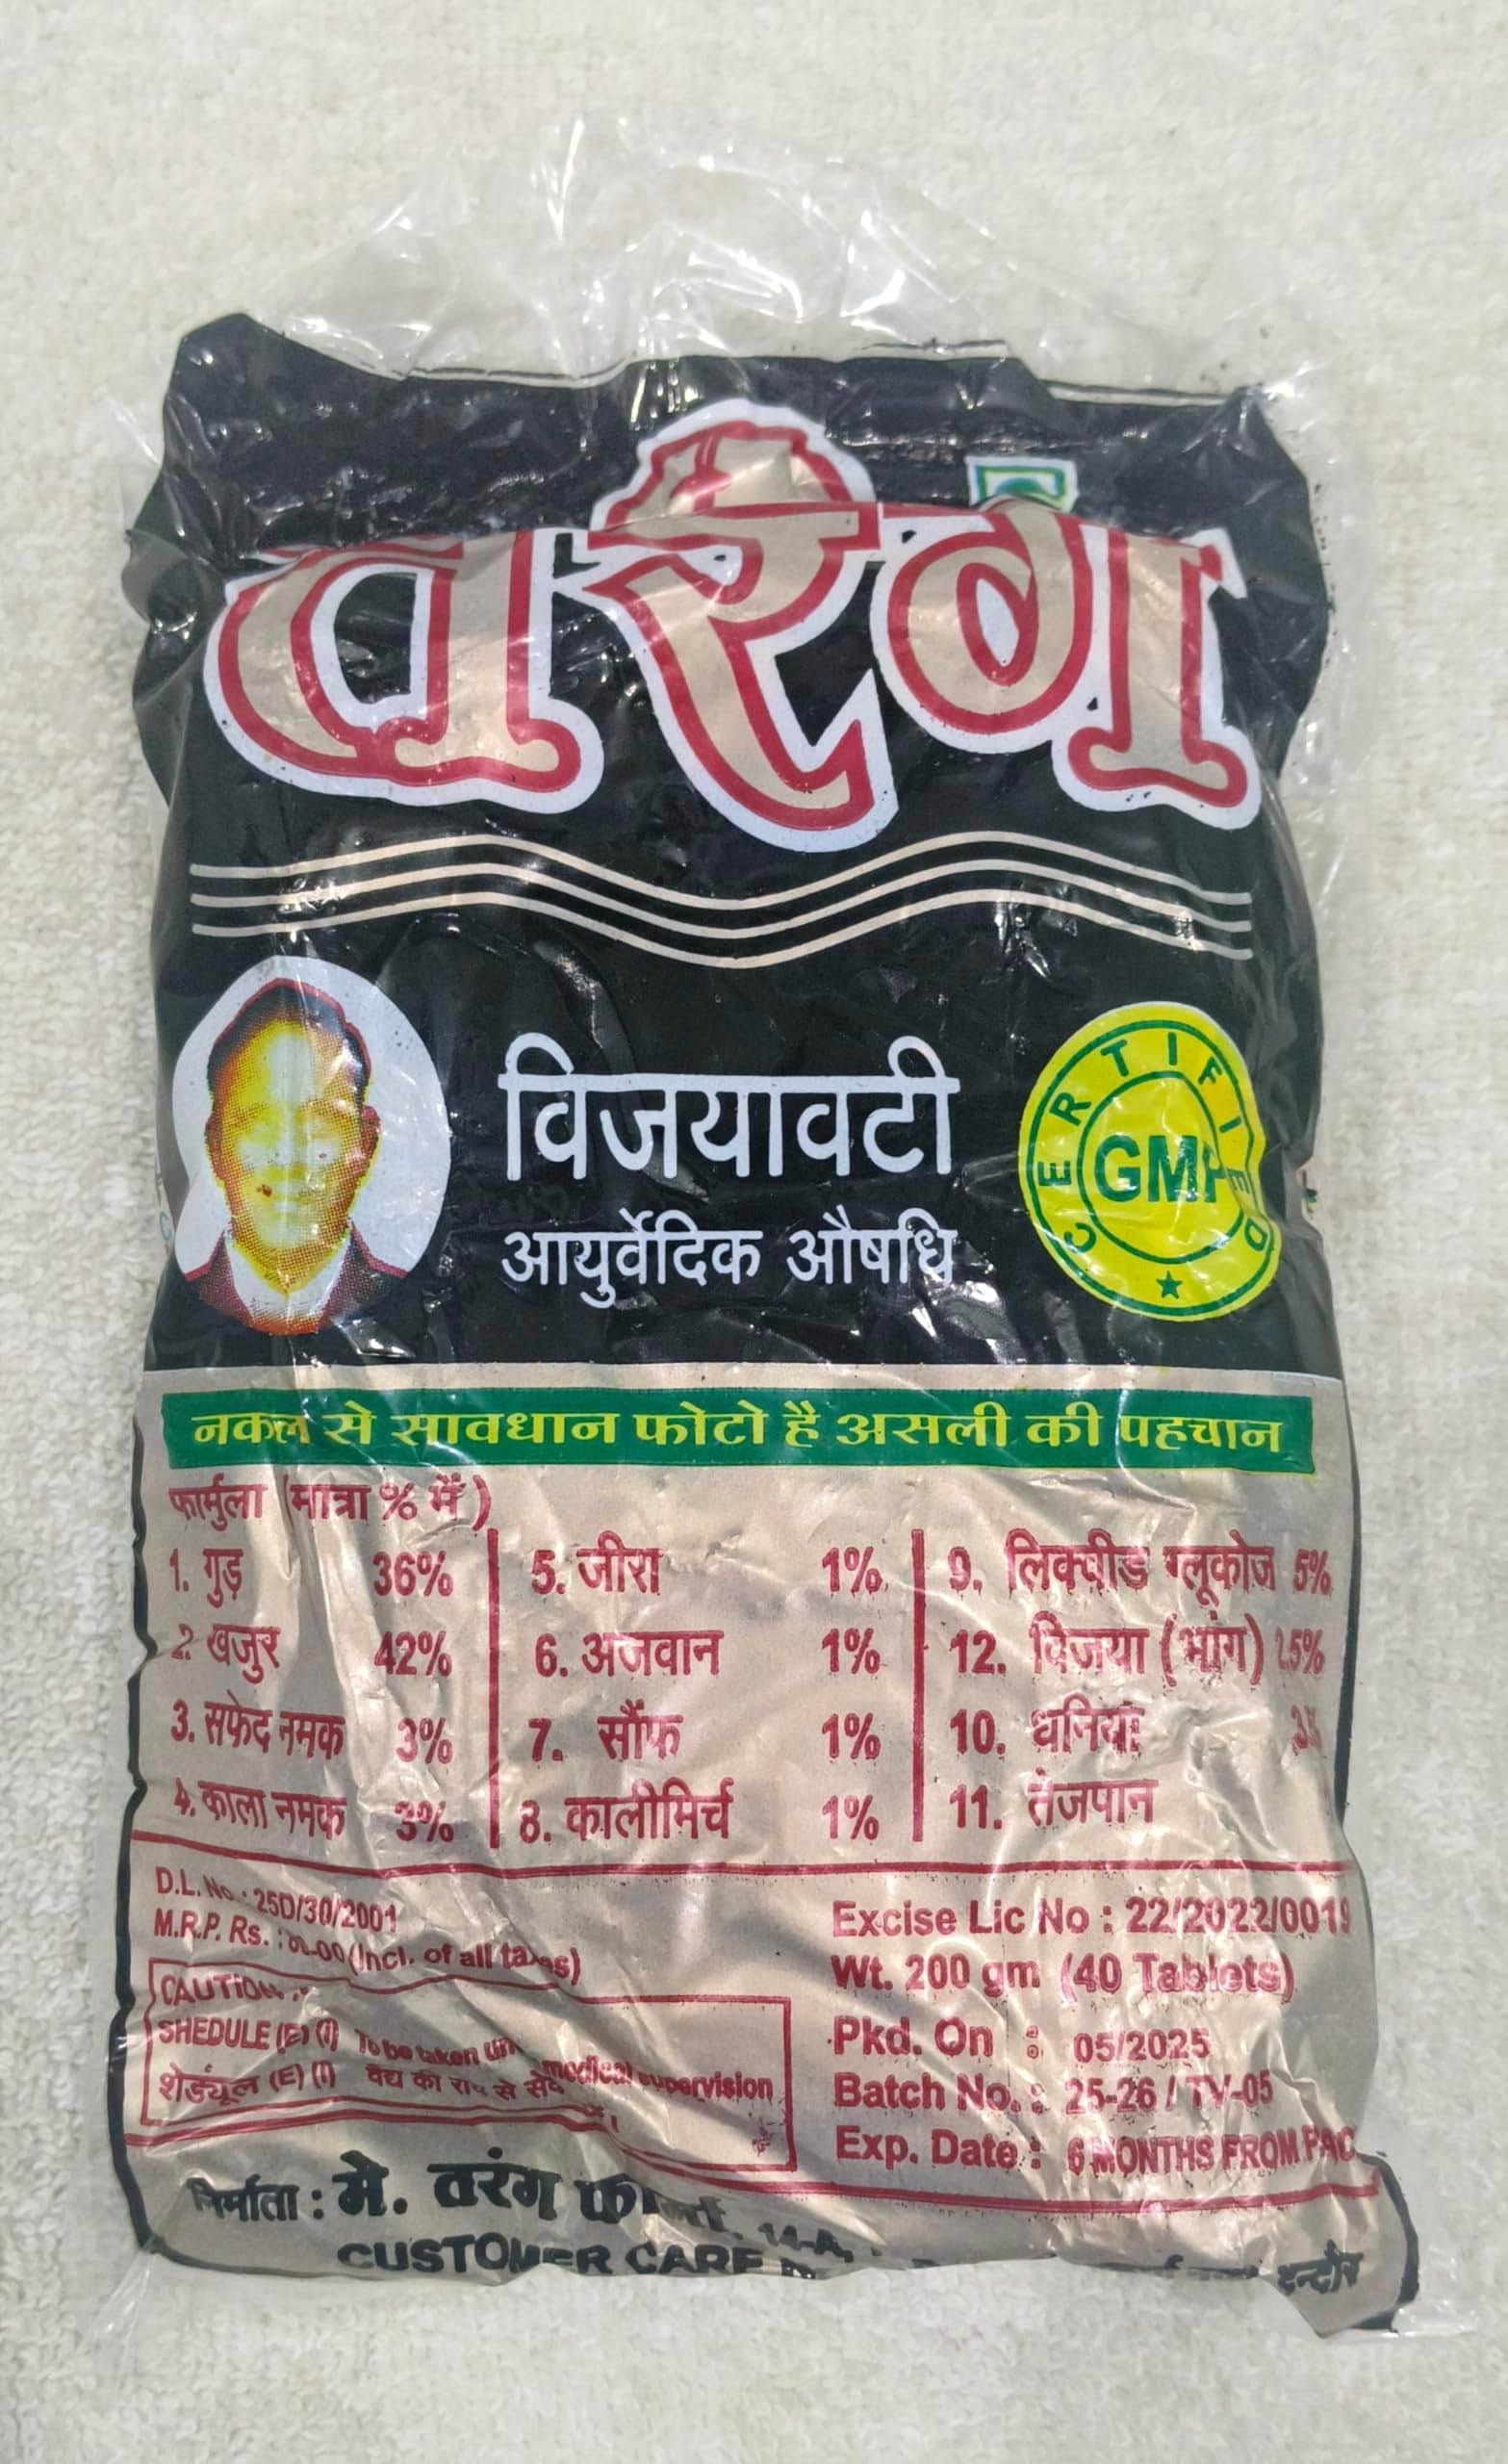 तरंग
विजयावटी
आयुर्वेदिक औषधि
CERTIFIED
GMP
नकल से सावधान फोटो है असली की पहचान
फार्मुला (मात्रा % में)
1. गुड़ 36%
2. खजुर 42%
3. सफेद नमक 3%
4. काला नमक 3%
5. जीरा 1%
6. अजवान 1%
7. सौंफ 1%
8. कालीमिर्च 1%
9. लिक्वीड ग्लूकोज 5%
12. विजया (भांग)
10. धनिया
11. तेजपान
D.L. No.: 25D/30/2001
M.R.P. Rs. : (Incl. of all taxes)
CAUTION :
SHEDULE (E) (I) To be taken medical supervision
शेड्यूल (E) (I) वैद्य की से
Excise Lic No : 22/2022/0019
Wt. 200 gm (40 Tablets)
Pkd. On : 05/2025
Batch No. : 25-26 / TV-05
Exp. Date : 6 MONTHS FROM
निर्माता : मे. तरंग 14-A, इन्दौर
CUSTOMER CARE